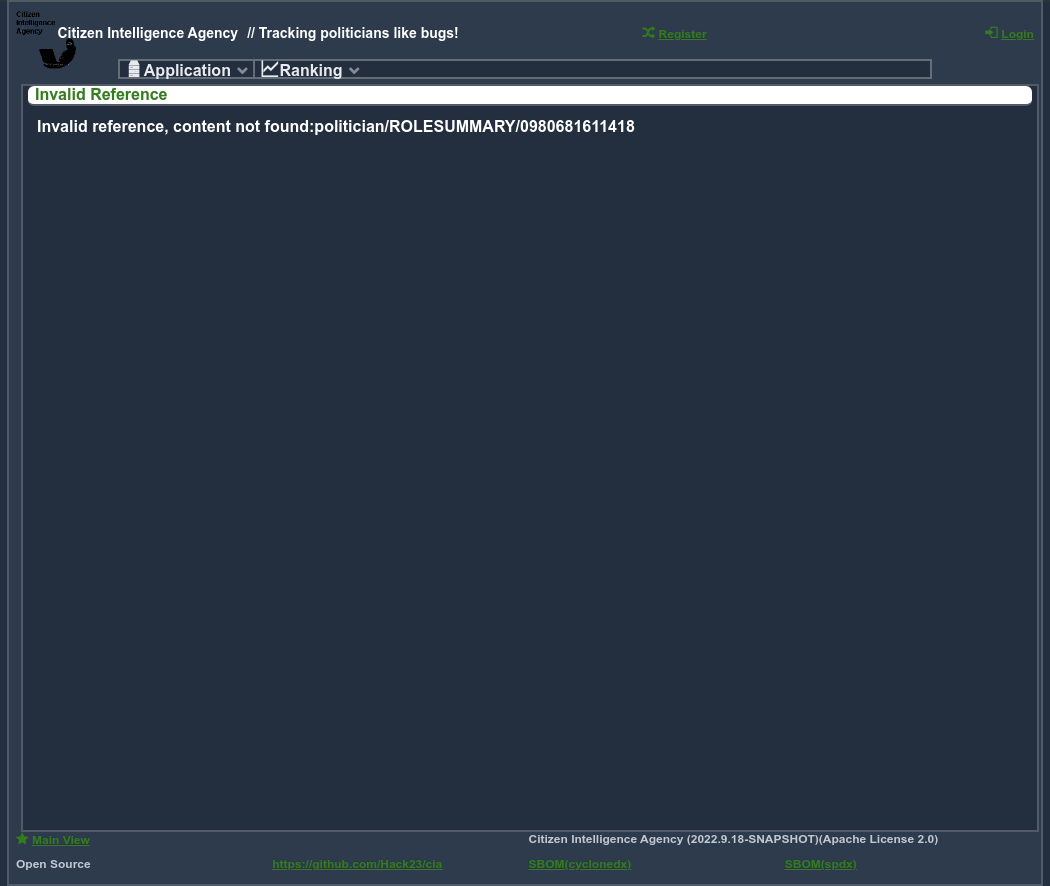 Citizen
Intelligence
Agency
Citizen Intelligence Agency // Tracking politicians like bugs!
Register
Login
Application
Ranking
Invalid Reference
Invalid reference, content not found:politician/ROLESUMMARY/0980681611418
Main View
Citizen Intelligence Agency (2022.9.18-SNAPSHOT)(Apache License 2.0)
Open Source
https://github.com/Hack23/cia
SBOM(cyclonedx)
SBOM(spdx)